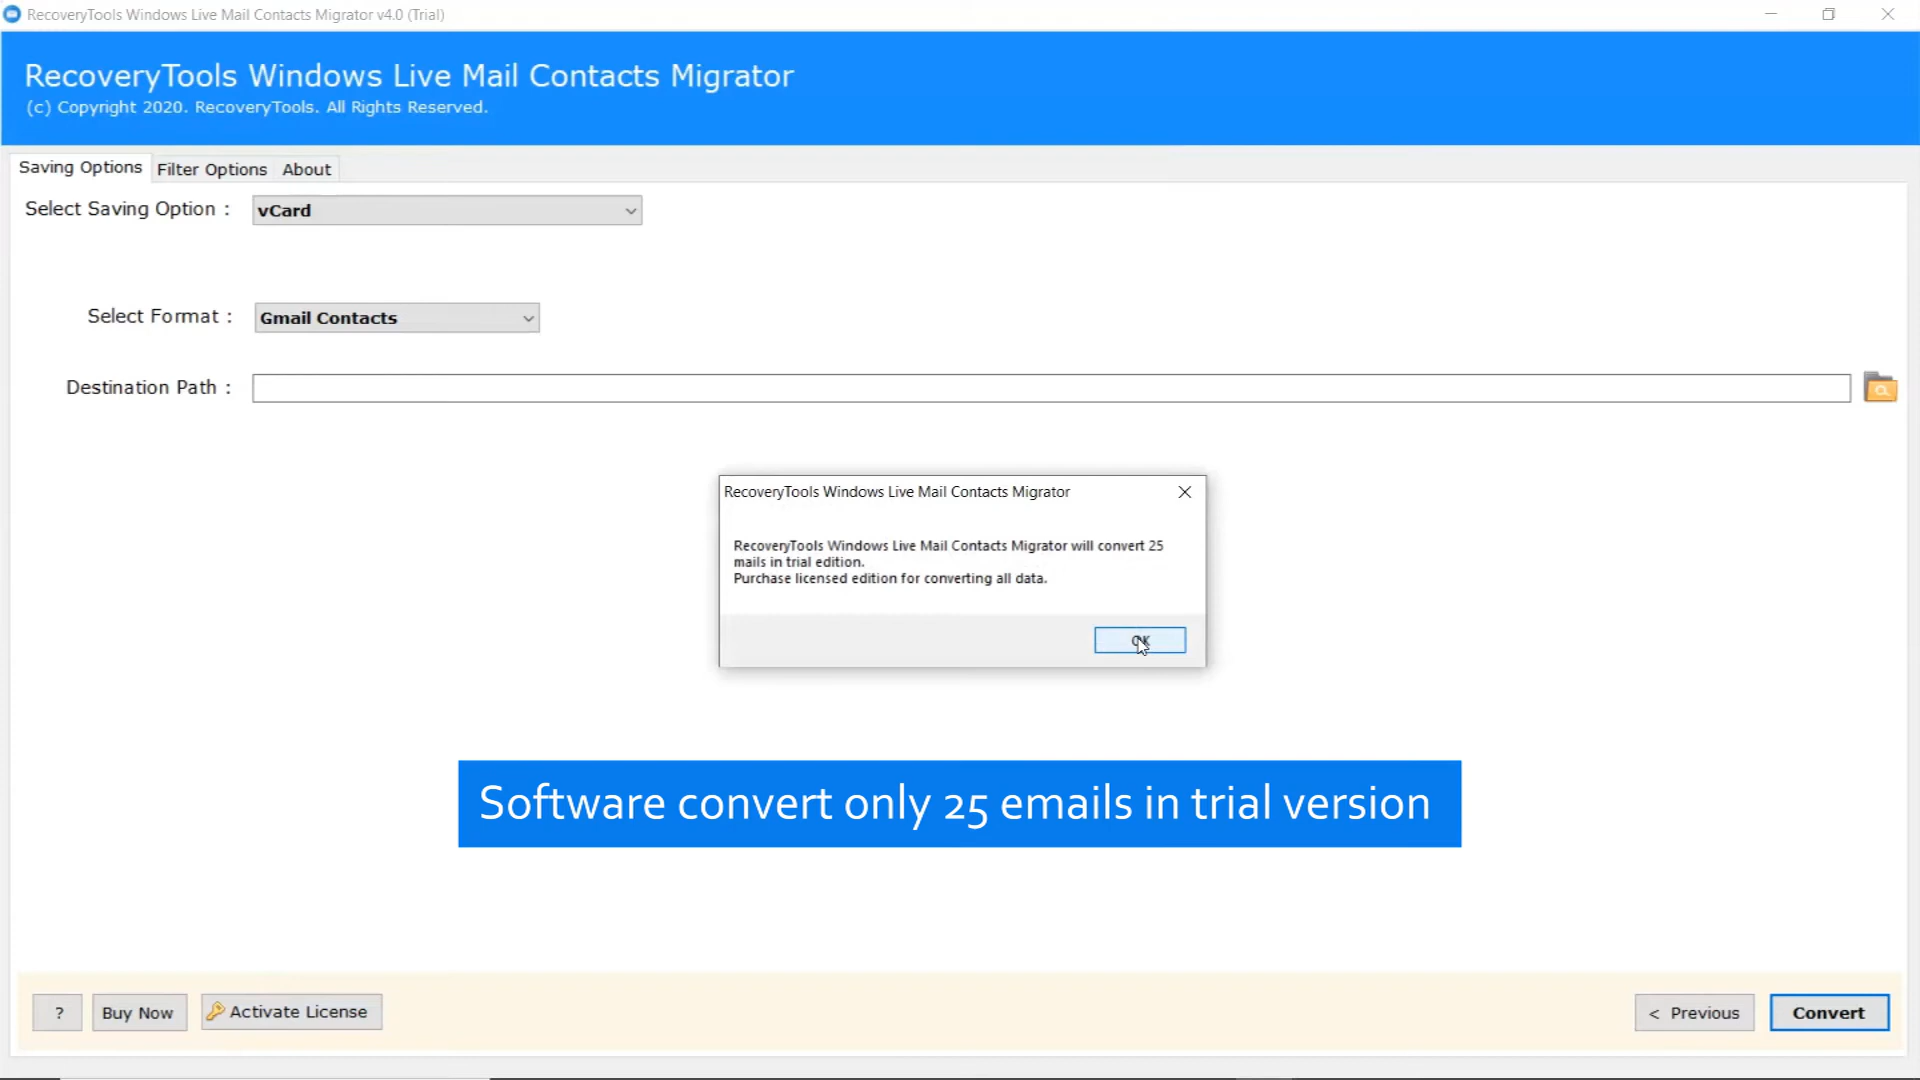 RecoveryTools Windows Live Mail Contacts Migrator v4.0 (Trial)
RecoveryTools Windows Live Mail Contacts Migrator
(c) Copyright 2020. RecoveryTools. All Rights Reserved.
Saving Options Filter Options About
Select Saving Option : vCard
Select Format : Gmail Contacts
Destination Path :
RecoveryTools Windows Live Mail Contacts Migrator
RecoveryTools Windows Live Mail Contacts Migrator will convert 25
mails in trial edition.
Purchase licensed edition for converting all data.
OK
Software convert only 25 emails in trial version
? Buy Now Activate License < Previous Convert